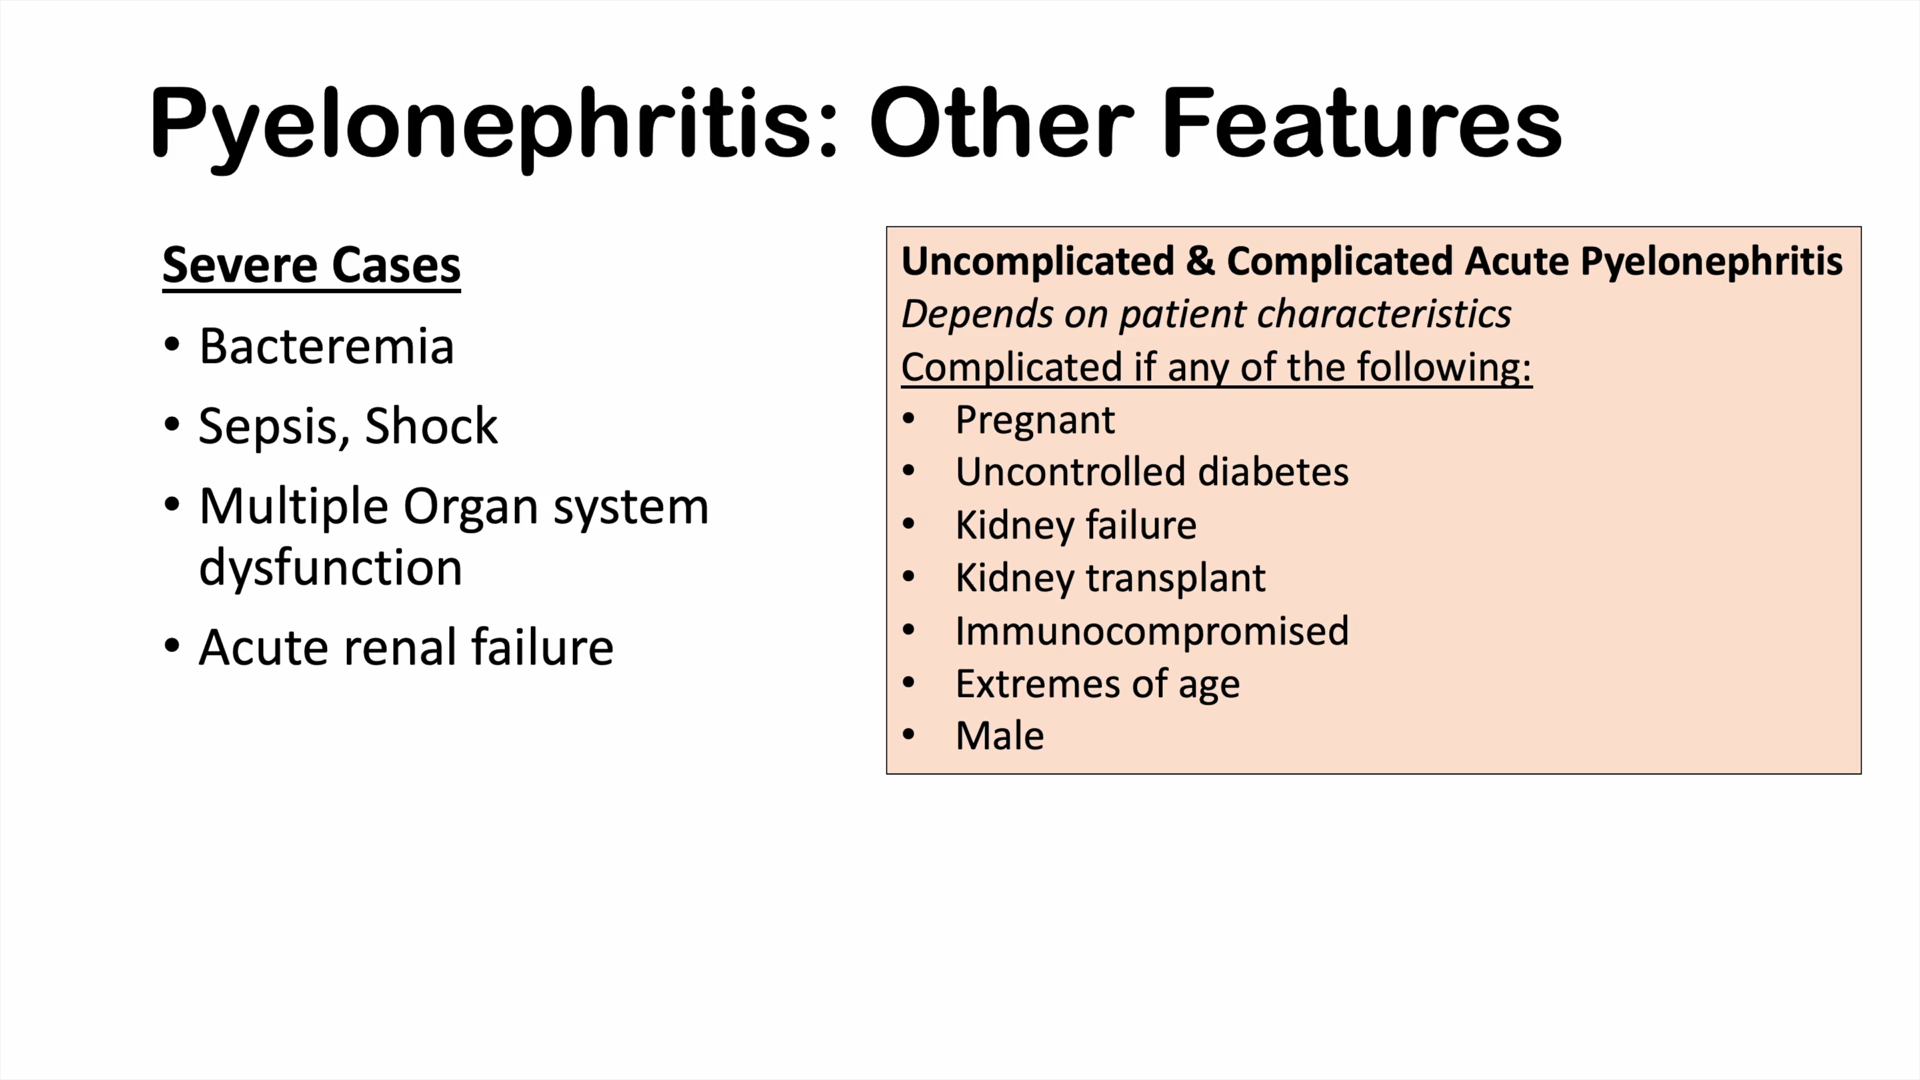 Pyelonephritis: Other Features
Severe Cases
• Bacteremia
• Sepsis, Shock
• Multiple Organ system
dysfunction
• Acute renal failure
Uncomplicated & Complicated Acute Pyelonephritis
Depends on patient characteristics
Complicated if any of the following:
• Pregnant
• Uncontrolled diabetes
• Kidney failure
• Kidney transplant
• Immunocompromised
• Extremes of age
• Male